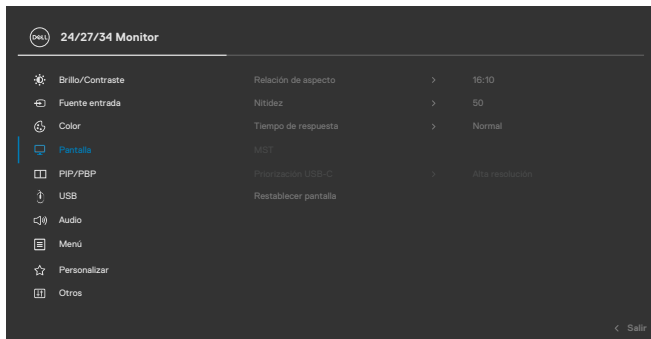 DELL 24/27/34 Monitor
Brillo/Contraste Relación de aspecto > 16:10
Fuente entrada Nitidez > 50
Color Tiempo de respuesta > Normal
Pantalla MST
PIP/PBP Priorización USB-C > Alta resolución
USB Restablecer pantalla
Audio
Menú
Personalizar
Otros
< Salir